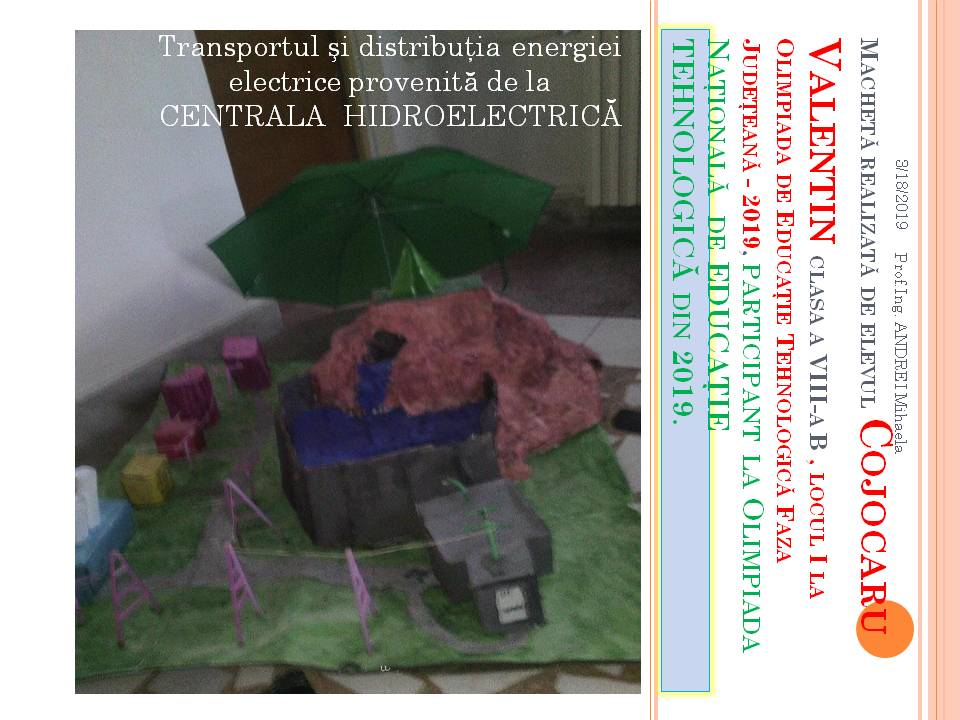 Transportul şi distribuția energiei
electrice provenită de la
CENTRALA HIDROELECTRICĂ
3/18/2019 Prof.Ing. ANDREI Mihaela
MACHETĂ REALIZATĂ DE ELEVUL COJOCARU
VALENTIN CLASA A VIII-A B , LOCUL I LA
OLIMPIADA DE EDUCAȚIE TEHNOLOGICĂ FAZA
JUDEȚEANĂ - 2019, PARTICIPANT LA OLIMPIADA
NAȚIONALĂ DE EDUCAȚIE
TEHNOLOGICĂ DIN 2019.